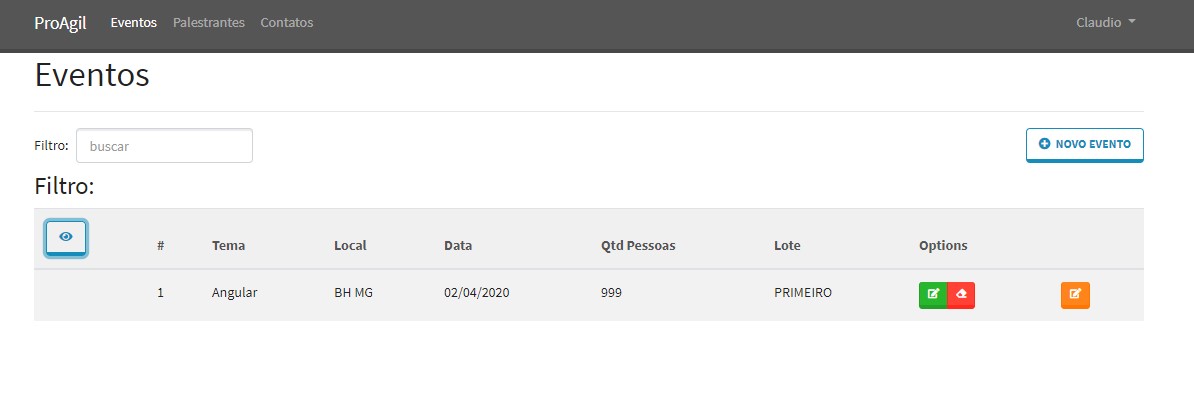 ProAgil Eventos Palestrantes Contatos Claudio
Eventos
Filtro: buscar NOVO EVENTO
Filtro:
# Tema Local Data Qtd Pessoas Lote Options
1 Angular BH MG 02/04/2020 999 PRIMEIRO